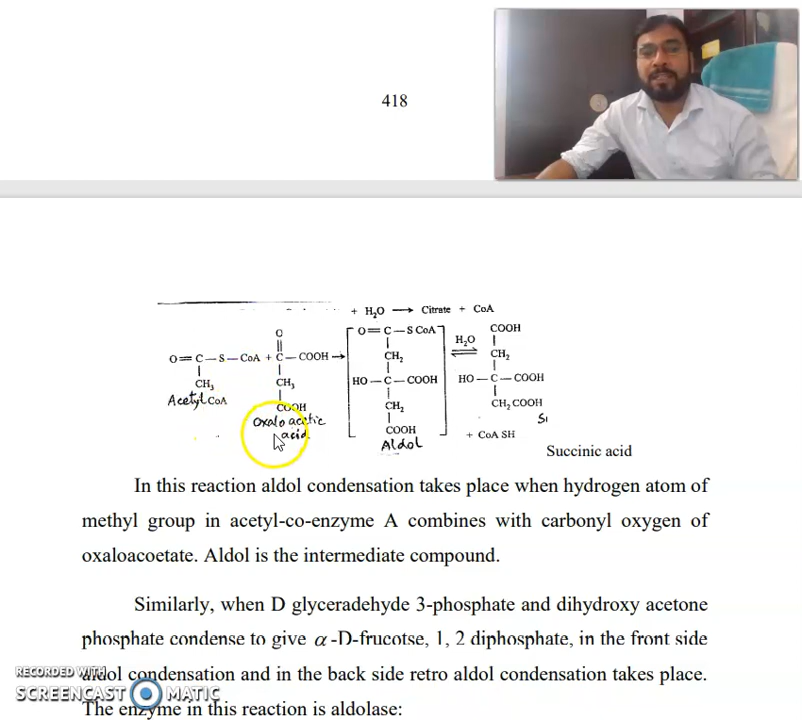 418
+ H₂O → Citrate + CoA
O=C–S–CoA + C–COOH → O=C–S CoA H₂O ⇌ COOH
O
CH₃ CH₃ CH₂ CH₂
HO–C–COOH HO–C–COOH
COOH CH₂ CH₂ COOH
Acetyl CoA Oxalo acetic acid COOH + CoA SH
Aldol
Succinic acid
In this reaction aldol condensation takes place when hydrogen atom of
methyl group in acetyl-co-enzyme A combines with carbonyl oxygen of
oxaloacoetate. Aldol is the intermediate compound.
Similarly, when D glyceradehyde 3-phosphate and dihydroxy acetone
phosphate condense to give α-D-frucotse, 1, 2 diphosphate, in the front side
aldol condensation and in the back side retro aldol condensation takes place.
The enzyme in this reaction is aldolase:
RECORDED WITH
SCREENCAST MATIC